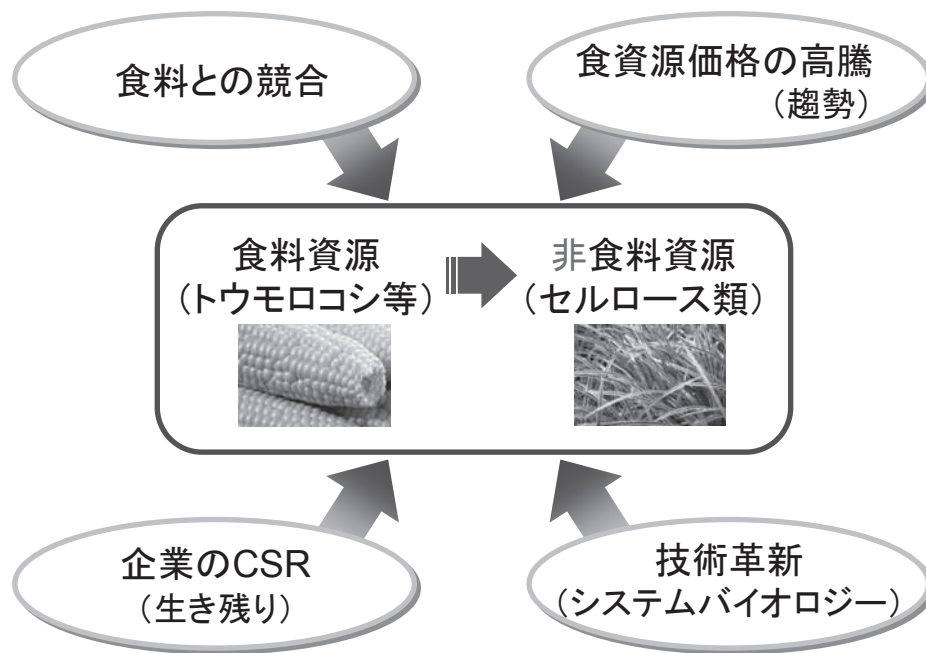 食料との競合
食資源価格の高騰
（趨勢）
食料資源
（トウモロコシ等）
非食料資源
（セルロース類）
企業のCSR
（生き残り）
技術革新
（システムバイオロジー）